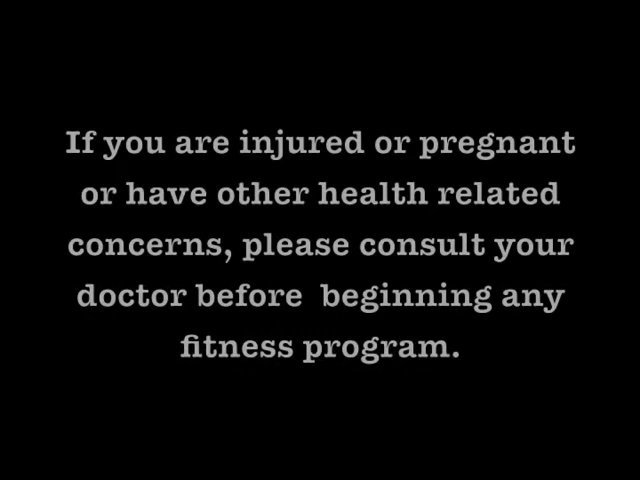 If you are injured or pregnant
or have other health related
concerns, please consult your
doctor before  beginning any
fitness program.